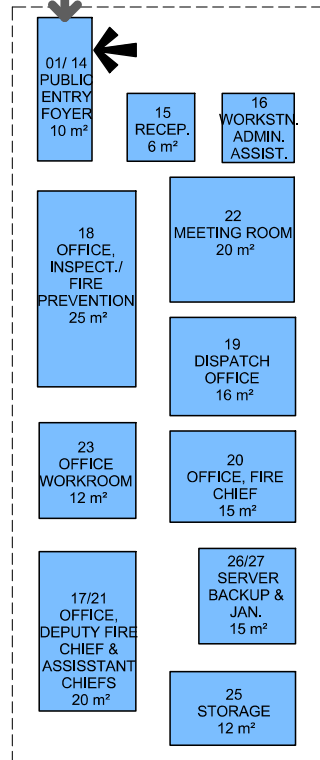 01/ 14
PUBLIC
ENTRY
FOYER
10 m²
15
RECEP.
6 m²
16
WORKSTN.
ADMIN.
ASSIST.
18
OFFICE,
INSPECT./
FIRE
PREVENTION
25 m²
22
MEETING ROOM
20 m²
19
DISPATCH
OFFICE
16 m²
23
OFFICE
WORKROOM
12 m²
20
OFFICE, FIRE
CHIEF
15 m²
17/21
OFFICE,
DEPUTY FIRE
CHIEF &
ASSISSTANT
CHIEFS
20 m²
26/27
SERVER
BACKUP &
JAN.
15 m²
25
STORAGE
12 m²